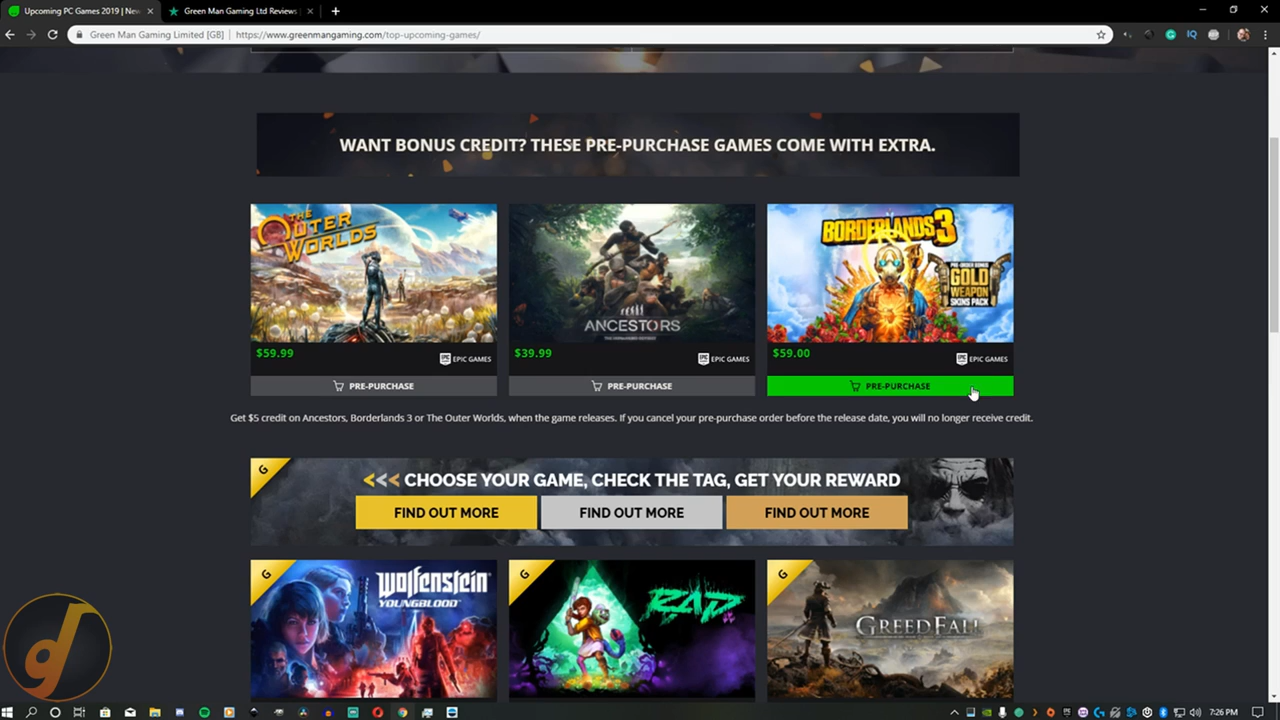 Upcoming PC Games 2019 | New
Green Man Gaming Ltd Reviews
Green Man Gaming Limited [GB]
https://www.greenmangaming.com/top-upcoming-games/
WANT BONUS CREDIT? THESE PRE-PURCHASE GAMES COME WITH EXTRA.
THE OUTER WORLDS
ANCESTORS
BORDERLANDS 3
PRE-ORDER BONUS
GOLD WEAPON SKINS PACK
$59.99
EPIC GAMES
$39.99
EPIC GAMES
$59.00
EPIC GAMES
PRE-PURCHASE
PRE-PURCHASE
PRE-PURCHASE
Get $5 credit on Ancestors, Borderlands 3 or The Outer Worlds, when the game releases. If you cancel your pre-purchase order before the release date, you will no longer receive credit.
G
<<< CHOOSE YOUR GAME, CHECK THE TAG, GET YOUR REWARD
FIND OUT MORE
FIND OUT MORE
FIND OUT MORE
G
Wolfenstein
YOUNGBLOOD
G
RAD
G
GREEDFALL
7:26 PM